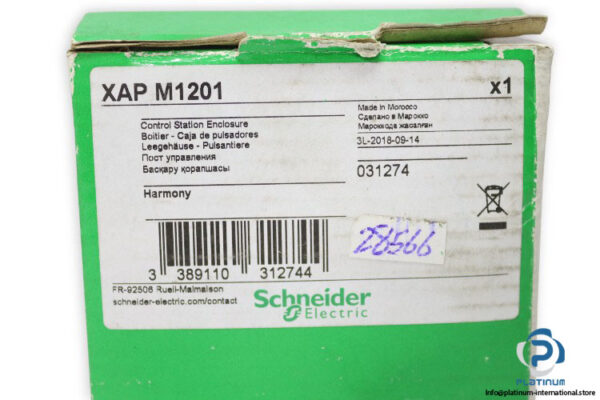 XAP M1201
x1
Control Station Enclosure
Boitier - Caja de pulsadores
Leegehäuse - Pulsantiere
Пост управления
Басқару қорапшасы
Harmony
Made in Morocco
Сделано в Марокко
Мароккода жасалған
3L-2018-09-14
031274
28566
3 389110 312744
FR-92506 Rueil-Malmaison
schneider-electric.com/contact
Schneider
Electric
PLATINUM
info@platinum-international.store